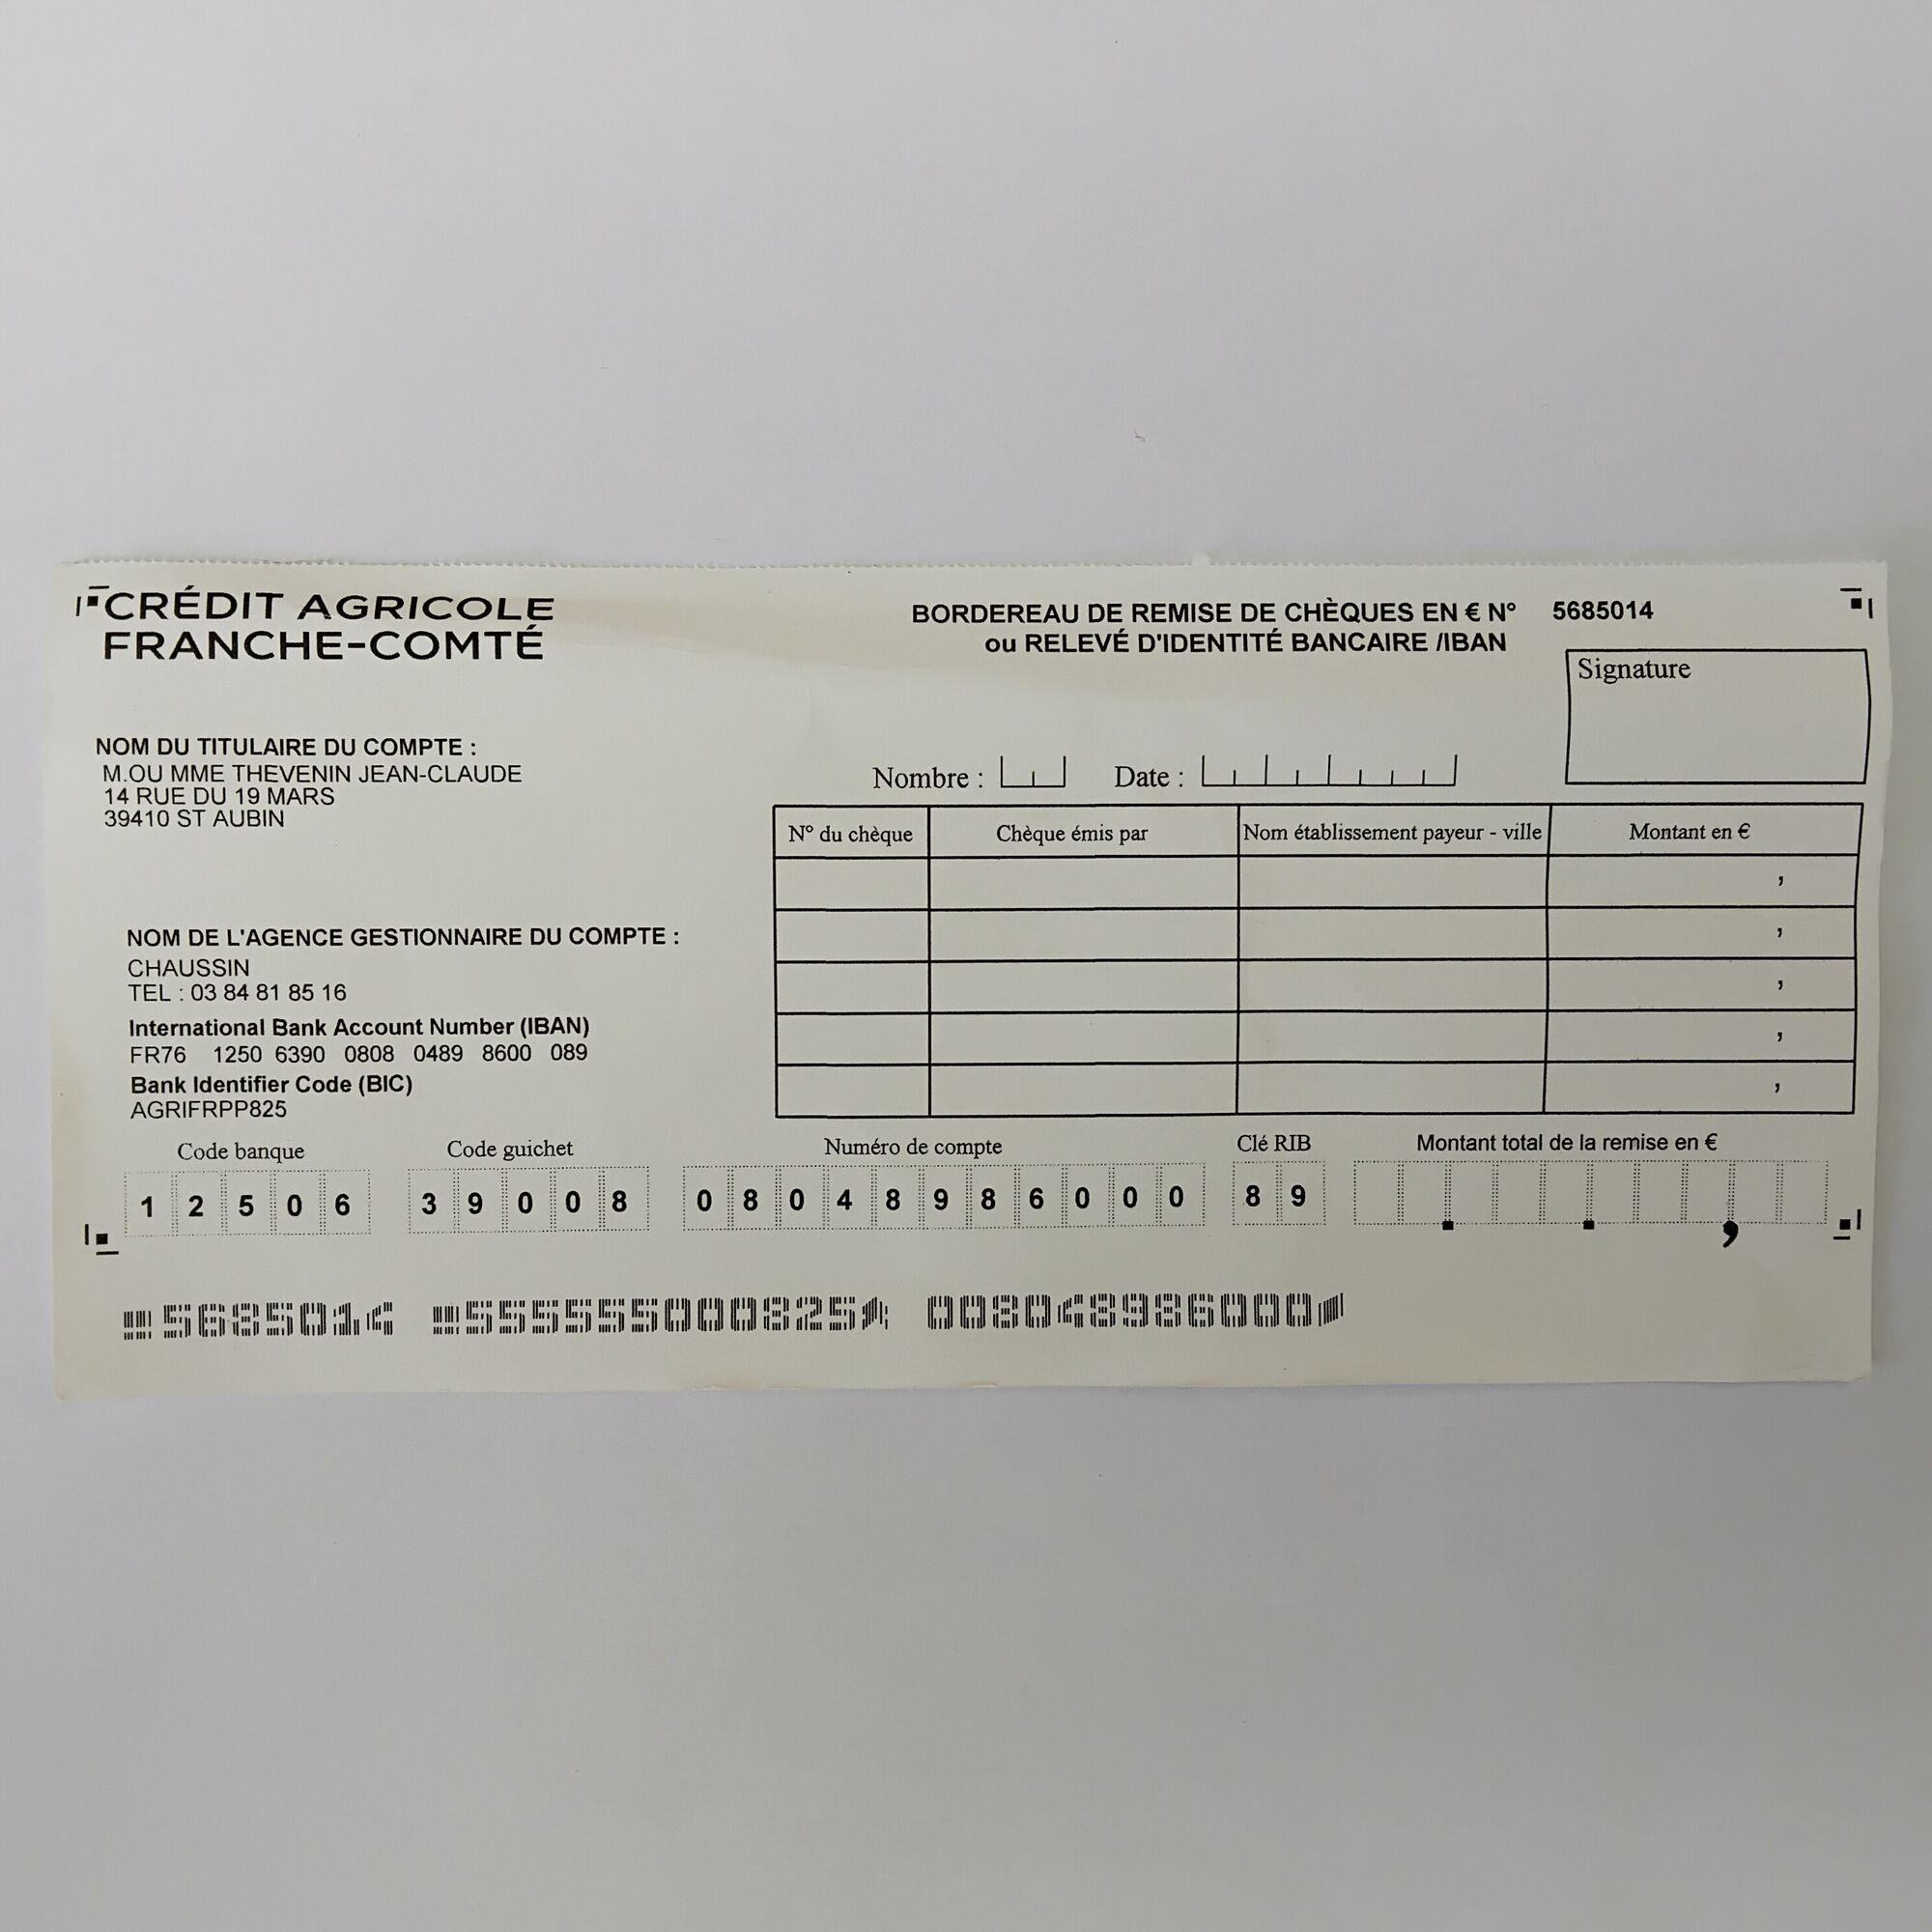 CRÉDIT AGRICOLE
FRANCHE-COMTÉ
BORDEREAU DE REMISE DE CHÈQUES EN € N° 5685014
ou RELEVÉ D'IDENTITÉ BANCAIRE /IBAN
Signature
NOM DU TITULAIRE DU COMPTE :
M.OU MME THEVENIN JEAN-CLAUDE
14 RUE DU 19 MARS
39410 ST AUBIN
Nombre : Date :
N° du chèque Chèque émis par Nom établissement payeur - ville Montant en €
,
,
,
,
,
NOM DE L'AGENCE GESTIONNAIRE DU COMPTE :
CHAUSSIN
TEL : 03 84 81 85 16
International Bank Account Number (IBAN)
FR76 1250 6390 0808 0489 8600 089
Bank Identifier Code (BIC)
AGRIFRPP825
Code banque Code guichet Numéro de compte Clé RIB Montant total de la remise en €
1 2 5 0 6 3 9 0 0 8 0 8 0 4 8 9 8 6 0 0 0 8 9 ,
5685014 555555000825 008048986000